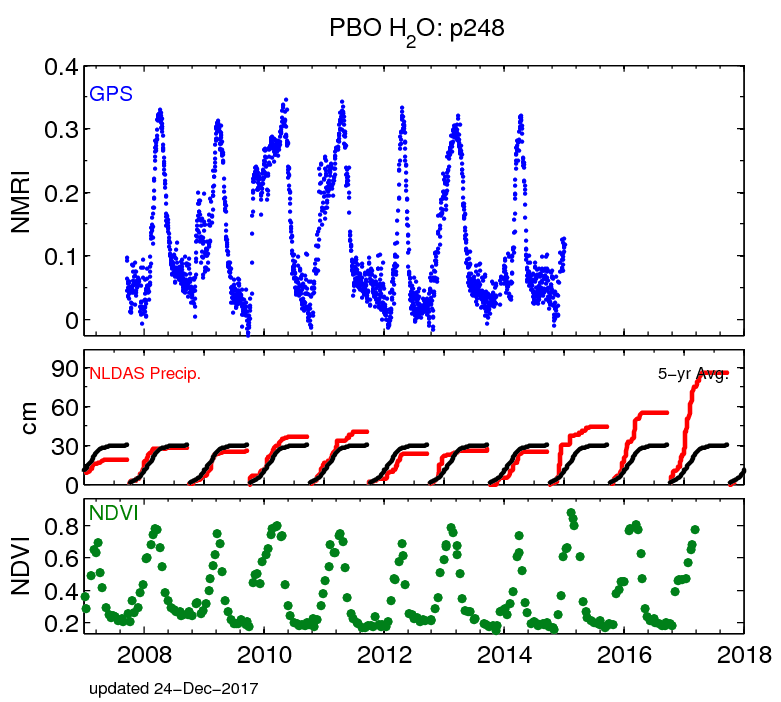 PBO H₂O: p248
GPS
NMRI
0.4
0.3
0.2
0.1
0
NLDAS Precip.
5−yr Avg.
cm
90
60
30
0
NDVI
NDVI
0.8
0.6
0.4
0.2
2008 2010 2012 2014 2016 2018
updated 24−Dec−2017